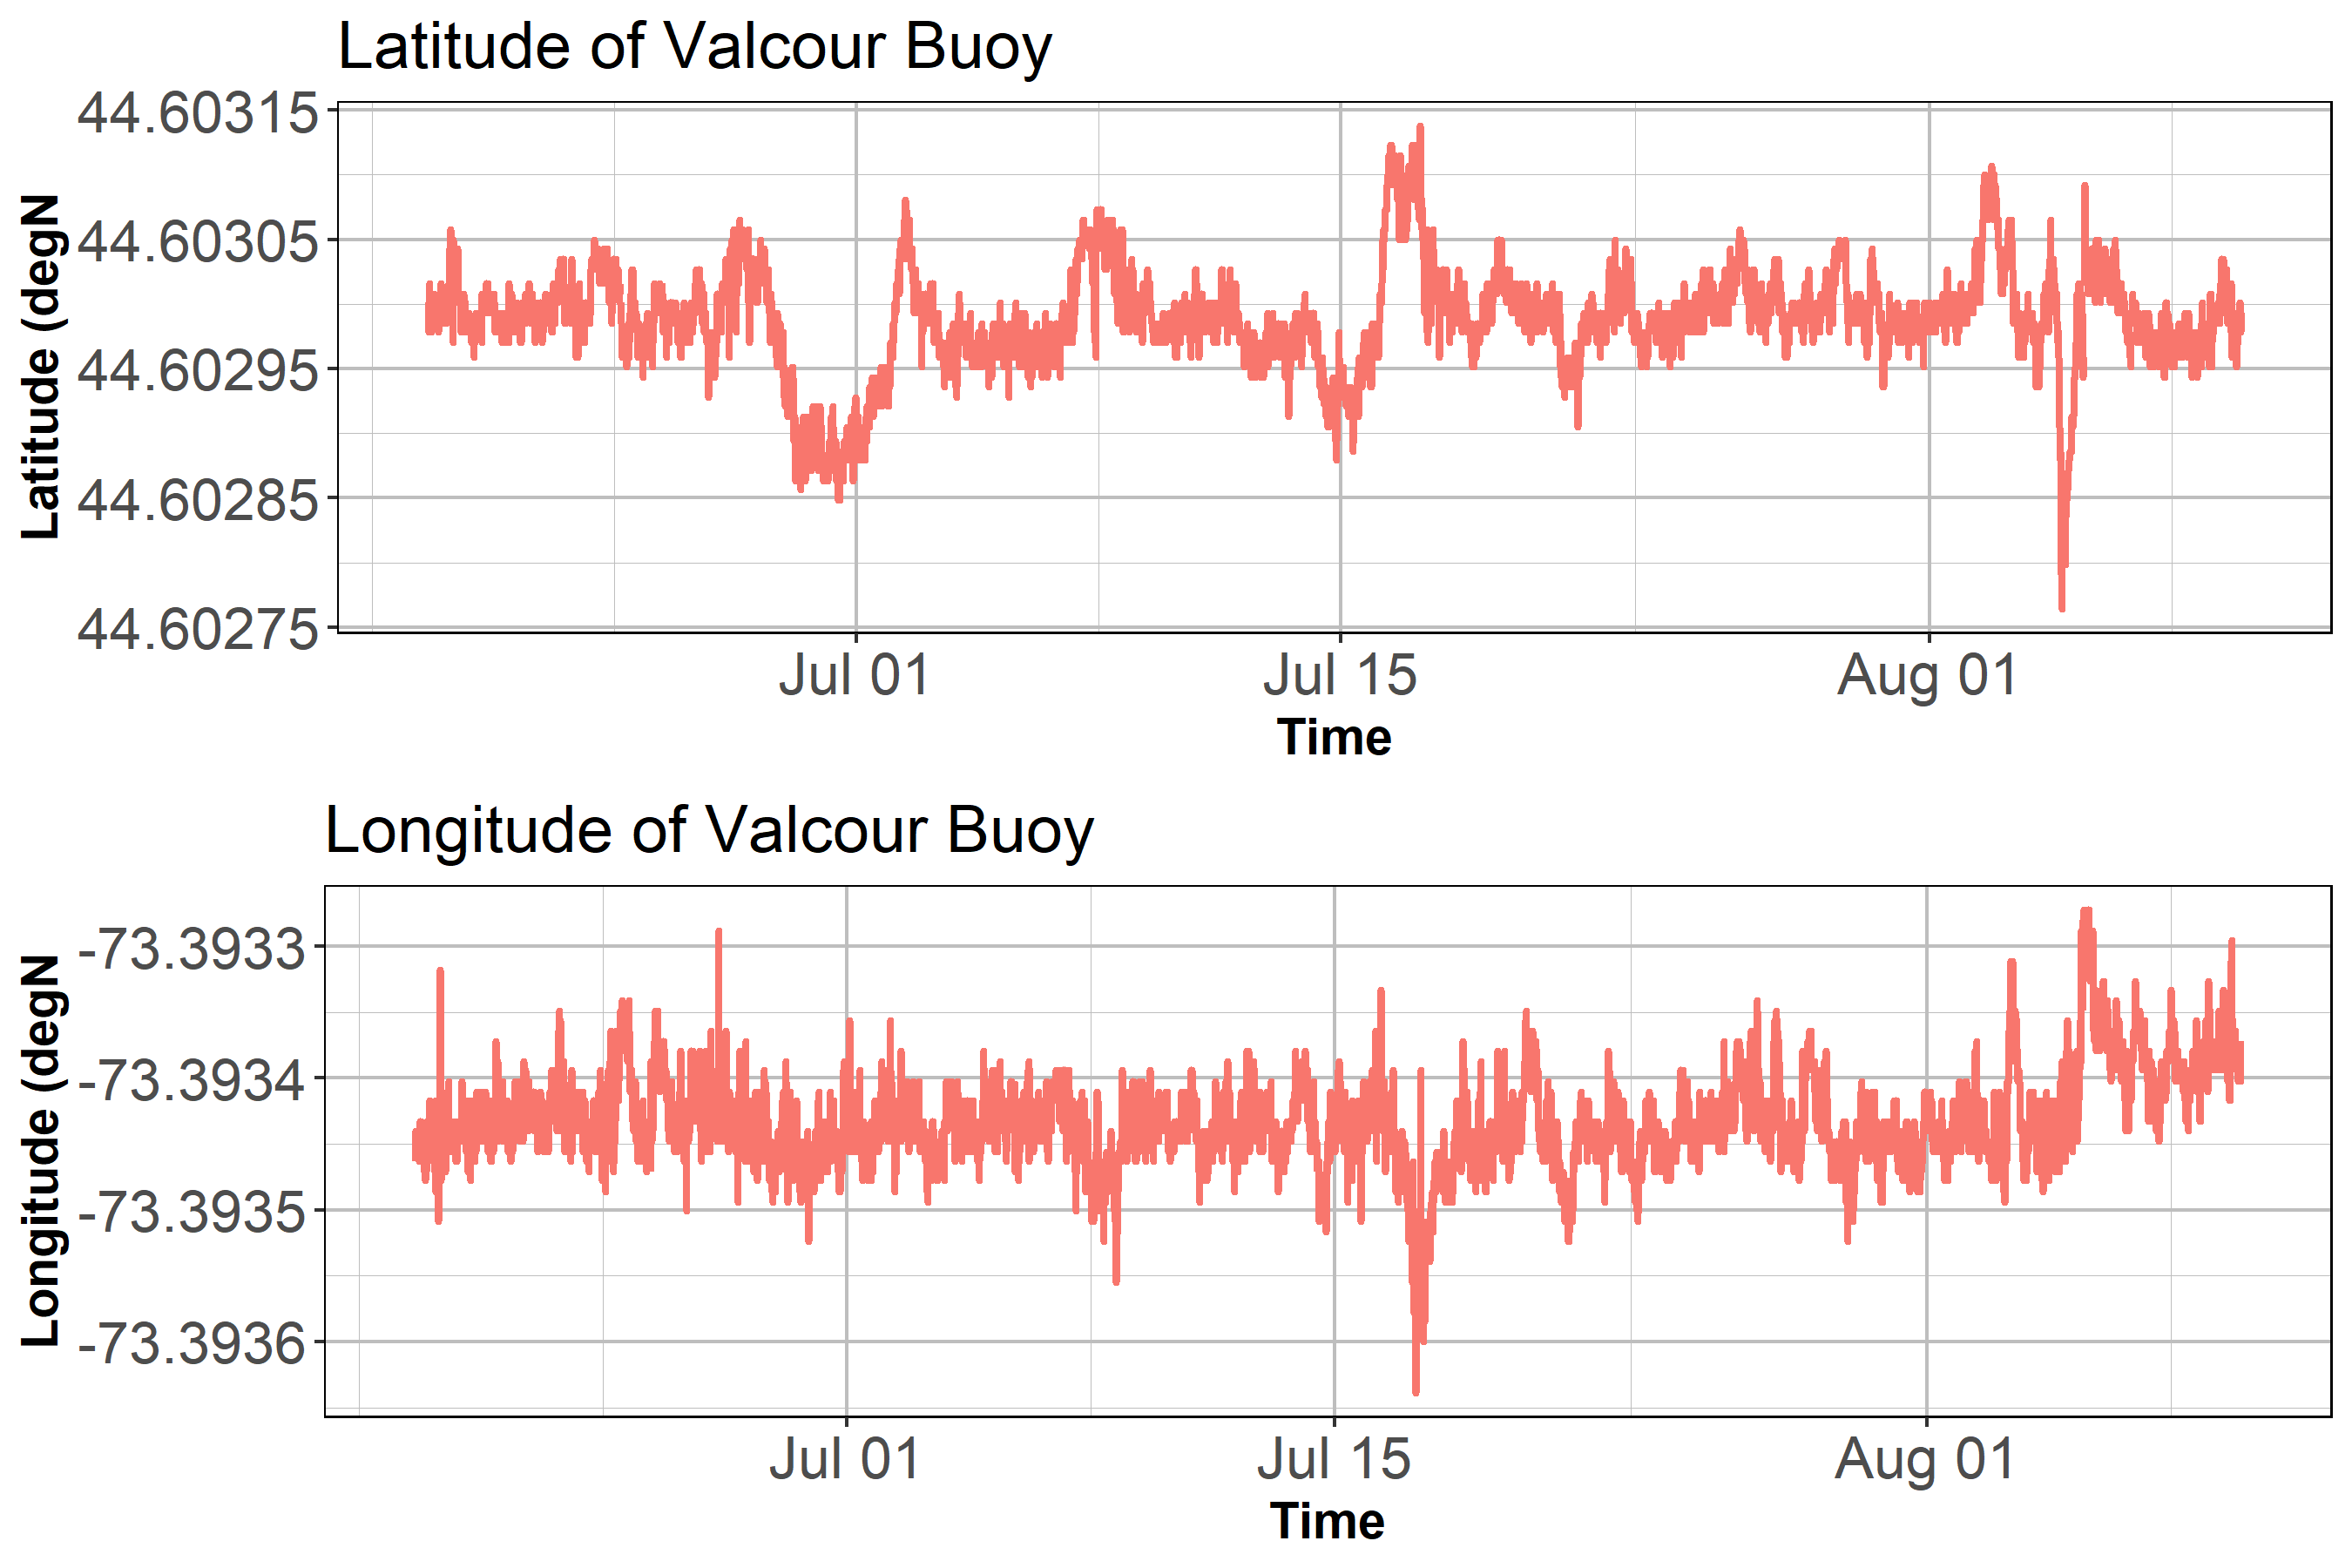 Latitude of Valcour Buoy
44.60315
44.60305
44.60295
44.60285
44.60275
Latitude (degN
Jul 01 Jul 15 Aug 01
Time
Longitude of Valcour Buoy
-73.3933
-73.3934
-73.3935
-73.3936
Longitude (degN
Jul 01 Jul 15 Aug 01
Time